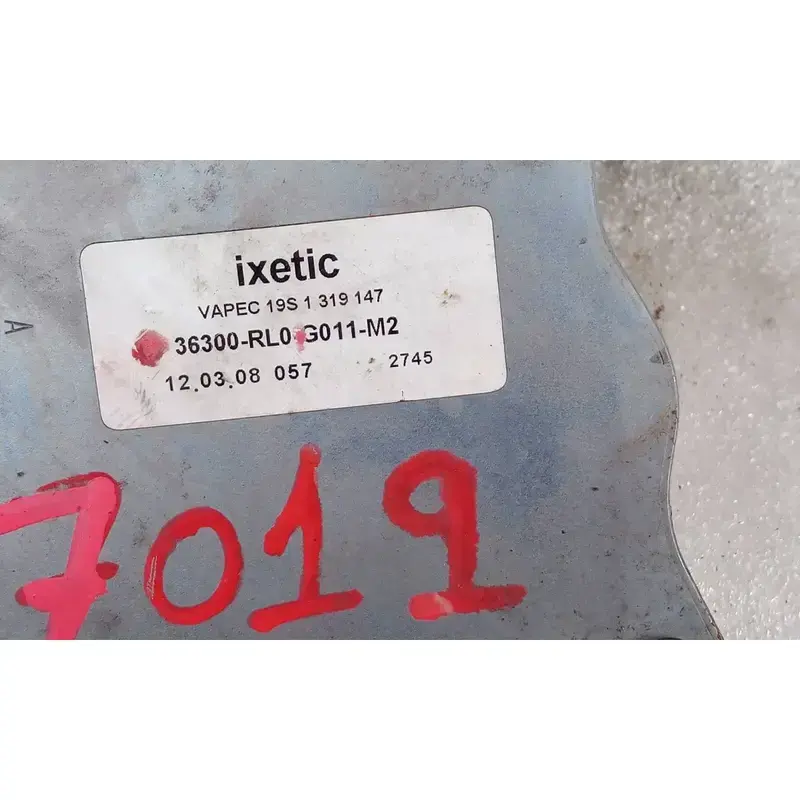 ixetic
VAPEC 19S 1 319 147
36300-RL0-G011-M2
12.03.08 057 2745
A
7019